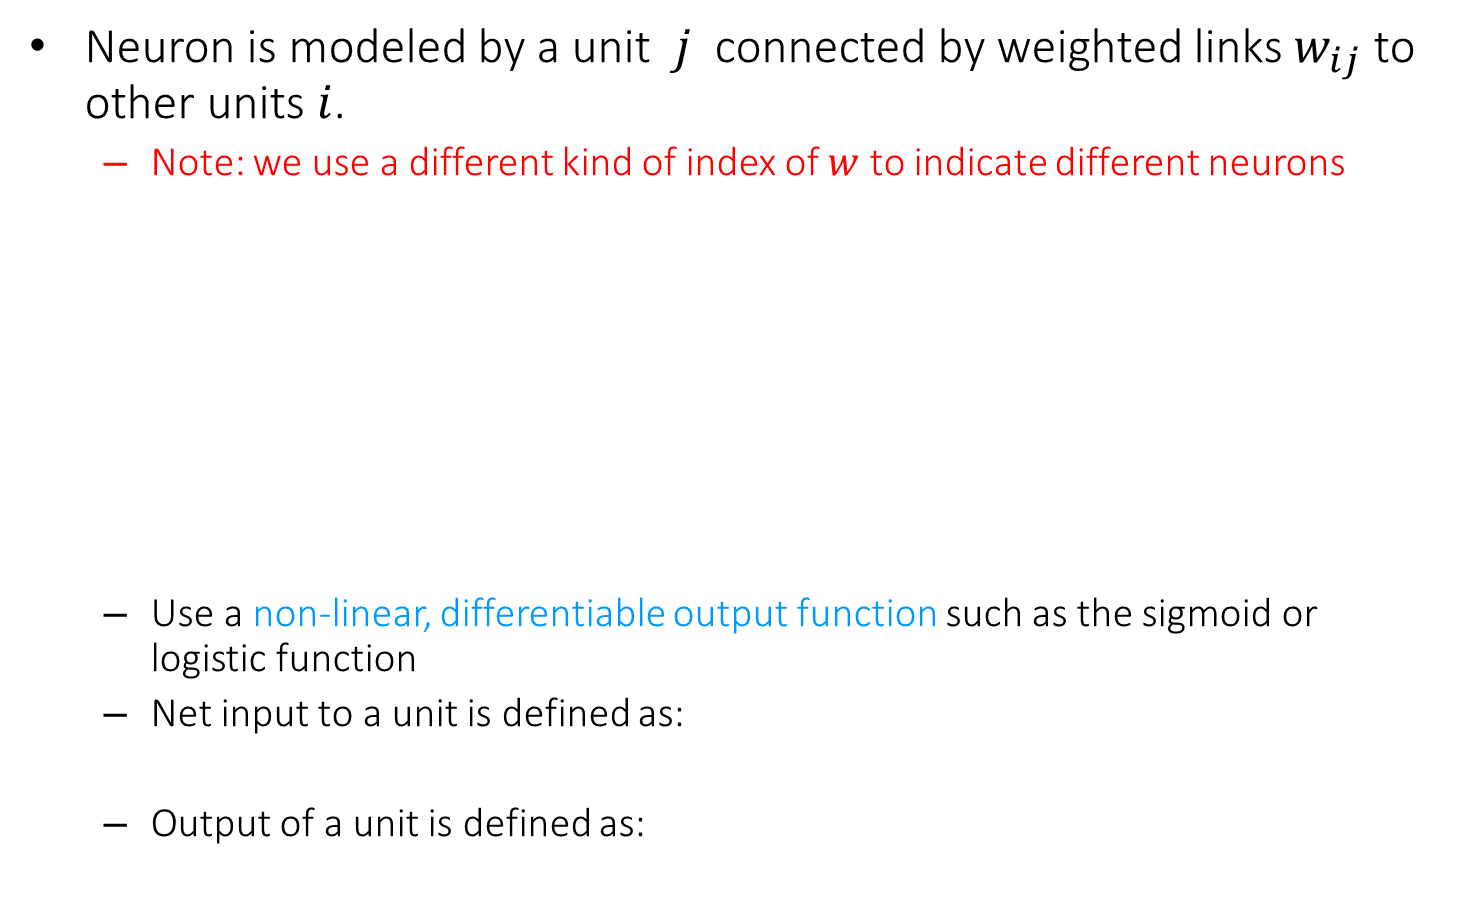 • Neuron is modeled by a unit j connected by weighted links w_{ij} to
other units i.
– Note: we use a different kind of index of w to indicate different neurons
– Use a non-linear, differentiable output function such as the sigmoid or
logistic function
– Net input to a unit is defined as:
– Output of a unit is defined as: